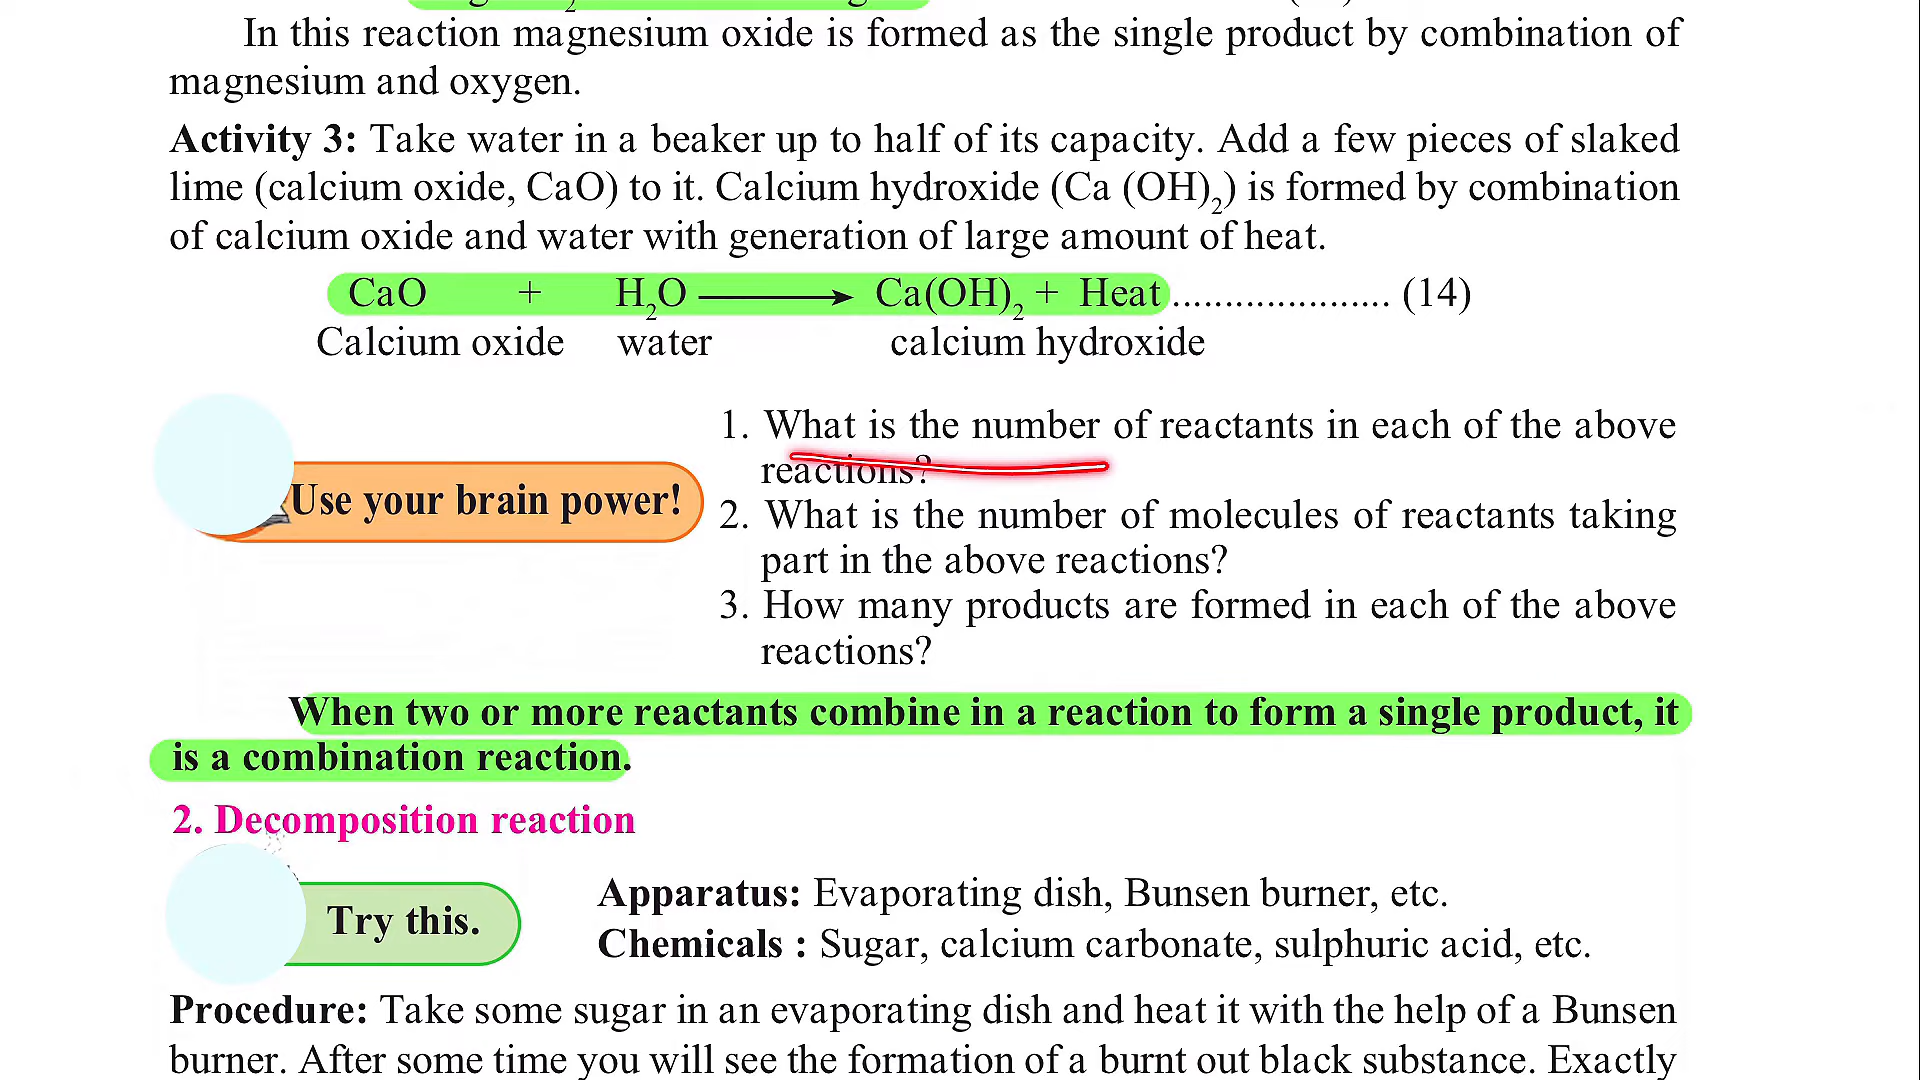 In this reaction magnesium oxide is formed as the single product by combination of
magnesium and oxygen.
Activity 3: Take water in a beaker up to half of its capacity. Add a few pieces of slaked
lime (calcium oxide, CaO) to it. Calcium hydroxide (Ca (OH)₂) is formed by combination
of calcium oxide and water with generation of large amount of heat.
CaO + H₂O ⟶ Ca(OH)₂ + Heat ..................... (14)
Calcium oxide water calcium hydroxide
Use your brain power!
1. What is the number of reactants in each of the above
reactions?
2. What is the number of molecules of reactants taking
part in the above reactions?
3. How many products are formed in each of the above
reactions?
When two or more reactants combine in a reaction to form a single product, it
is a combination reaction.
2. Decomposition reaction
Try this.
Apparatus: Evaporating dish, Bunsen burner, etc.
Chemicals : Sugar, calcium carbonate, sulphuric acid, etc.
Procedure: Take some sugar in an evaporating dish and heat it with the help of a Bunsen
burner. After some time you will see the formation of a burnt out black substance. Exactly